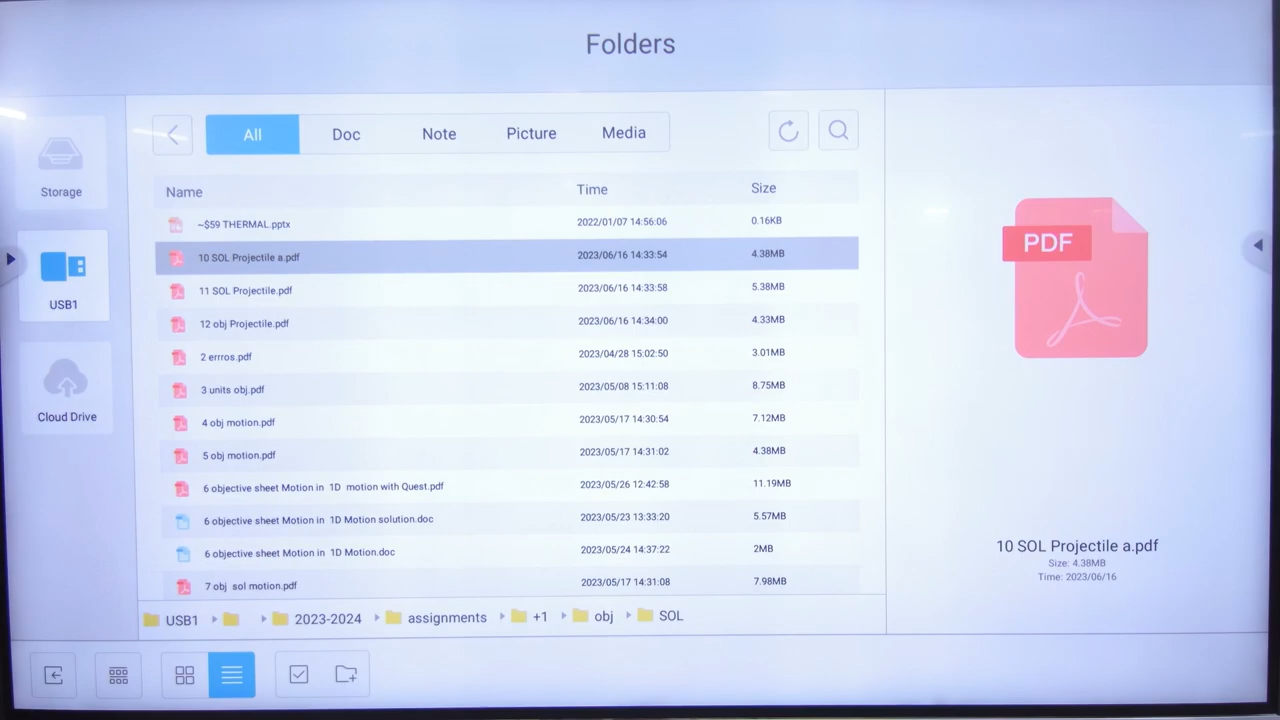 Folders
All Doc Note Picture Media
Storage
USB1
Cloud Drive
Name Time Size
~$59 THERMAL.pptx 2022/01/07 14:56:06 0.16KB
10 SOL Projectile a.pdf 2023/06/16 14:33:54 4.38MB
11 SOL Projectile.pdf 2023/06/16 14:33:58 5.38MB
12 obj Projectile.pdf 2023/06/16 14:34:00 4.33MB
2 errros.pdf 2023/04/28 15:02:50 3.01MB
3 units obj.pdf 2023/05/08 15:11:08 8.75MB
4 obj motion.pdf 2023/05/17 14:30:54 7.12MB
5 obj motion.pdf 2023/05/17 14:31:02 4.38MB
6 objective sheet Motion in 1D motion with Quest.pdf 2023/05/26 12:42:58 11.19MB
6 objective sheet Motion in 1D Motion solution.doc 2023/05/23 13:33:20 5.57MB
6 objective sheet Motion in 1D Motion.doc 2023/05/24 14:37:22 2MB
7 obj sol motion.pdf 2023/05/17 14:31:08 7.98MB
USB1 2023-2024 assignments +1 obj SOL
PDF
10 SOL Projectile a.pdf
Size: 4.38MB
Time: 2023/06/16